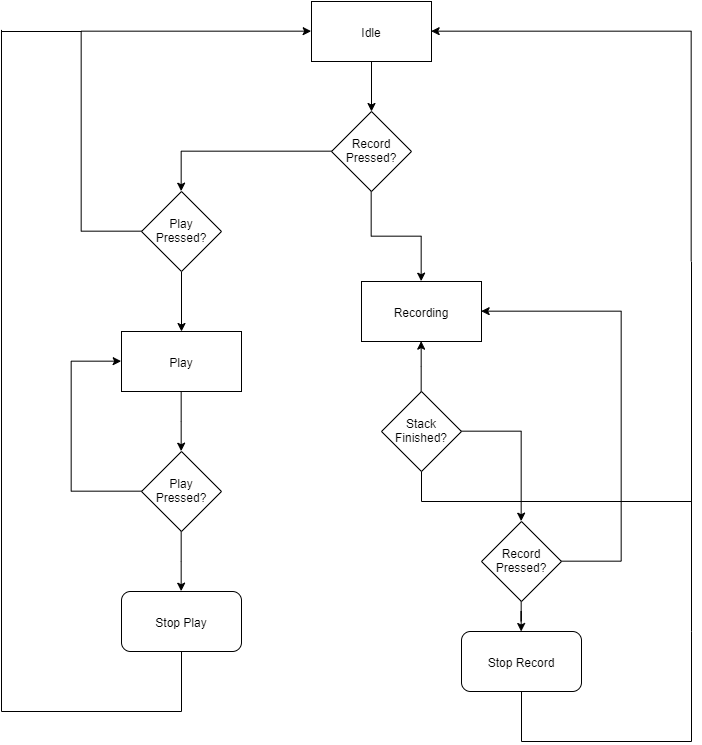 Idle
Record
Pressed?
Play
Pressed?
Recording
Play
Stack
Finished?
Play
Pressed?
Record
Pressed?
Stop Play
Stop Record